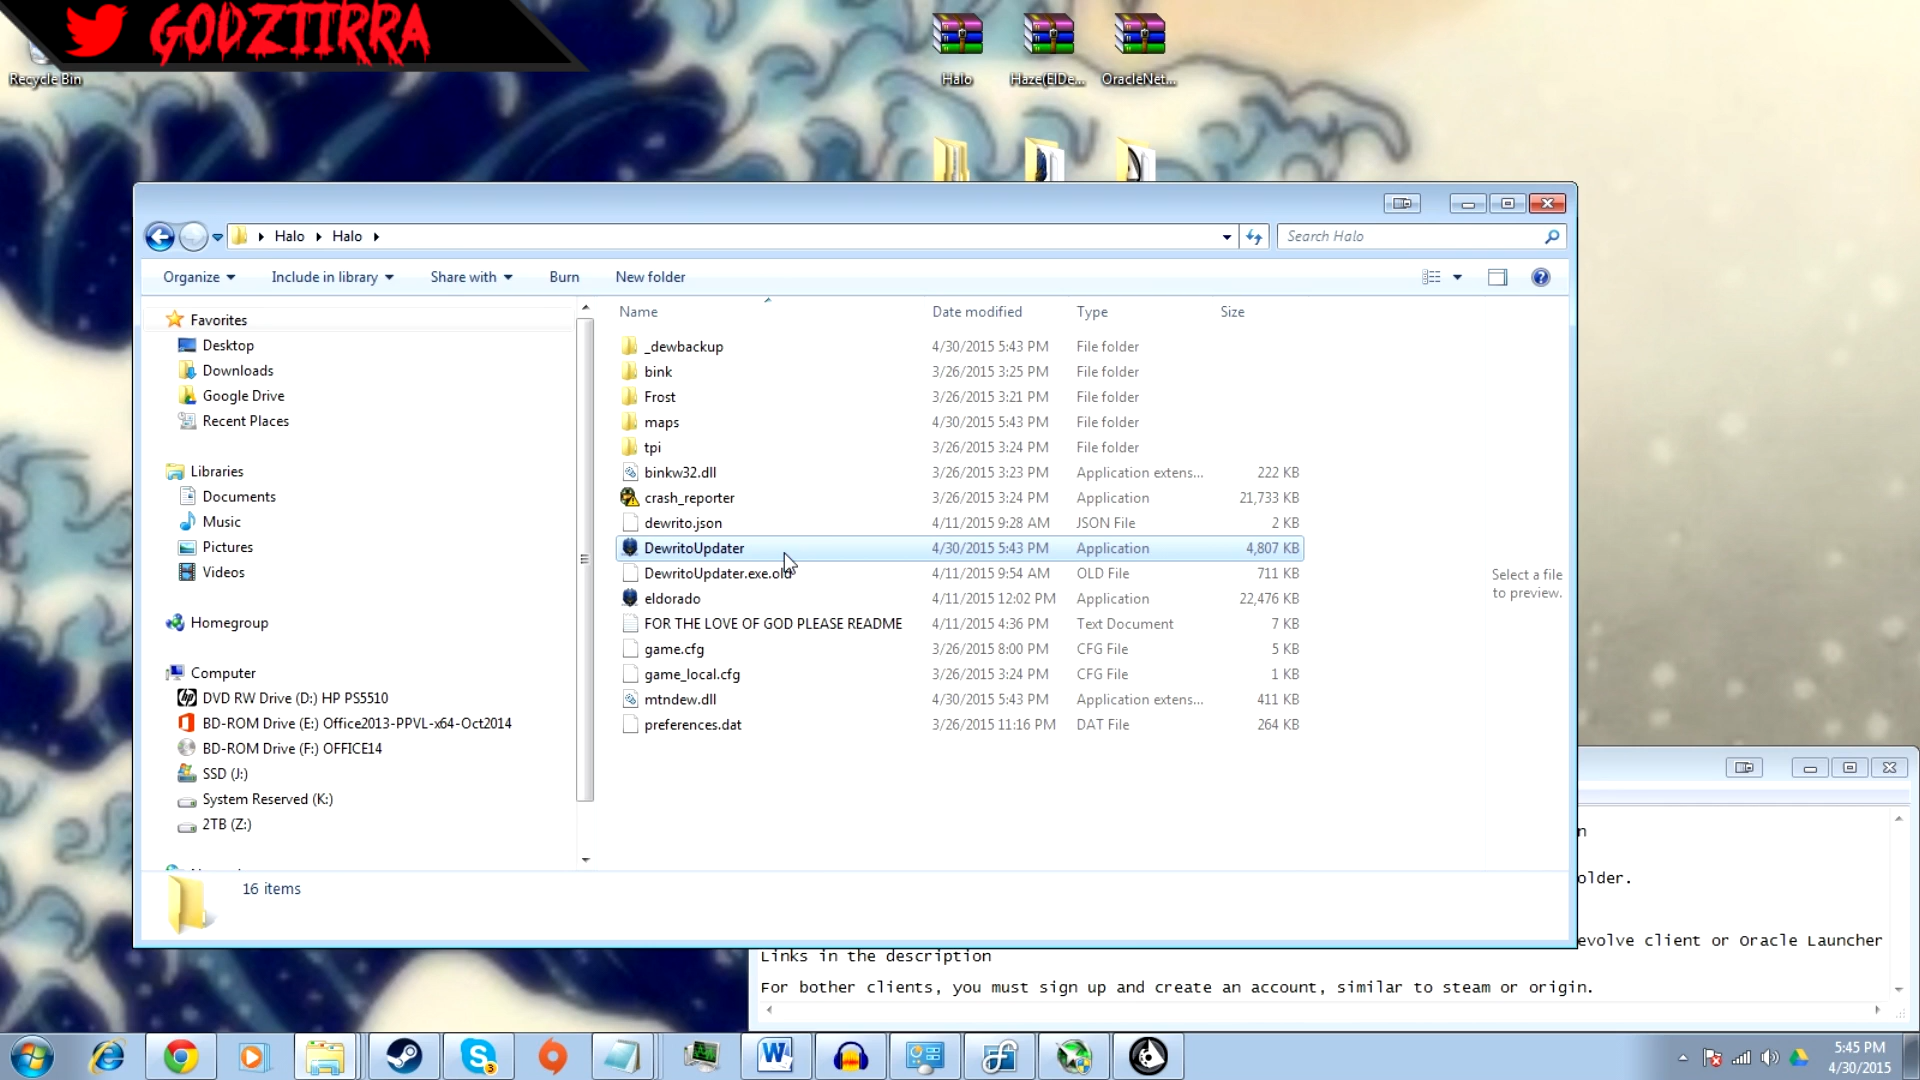 GODZIIRRA
Recycle Bin
Halo
Haze(ElDe...
OracleNet...
Halo
Halo
Search Halo
Organize
Include in library
Share with
Burn
New folder
Favorites
Desktop
Downloads
Google Drive
Recent Places
Libraries
Documents
Music
Pictures
Videos
Homegroup
Computer
DVD RW Drive (D:) HP PS5510
BD-ROM Drive (E:) Office2013-PPVL-x64-Oct2014
BD-ROM Drive (F:) OFFICE14
SSD (J:)
System Reserved (K:)
2TB (Z:)
Name Date modified Type Size
_dewbackup 4/30/2015 5:43 PM File folder
bink 3/26/2015 3:25 PM File folder
Frost 3/26/2015 3:21 PM File folder
maps 4/30/2015 5:43 PM File folder
tpi 3/26/2015 3:24 PM File folder
binkw32.dll 3/26/2015 3:23 PM Application extens... 222 KB
crash_reporter 3/26/2015 3:24 PM Application 21,733 KB
dewrito.json 4/11/2015 9:28 AM JSON File 2 KB
DewritoUpdater 4/30/2015 5:43 PM Application 4,807 KB
DewritoUpdater.exe.old 4/11/2015 9:54 AM OLD File 711 KB
eldorado 4/11/2015 12:02 PM Application 22,476 KB
FOR THE LOVE OF GOD PLEASE README 4/11/2015 4:36 PM Text Document 7 KB
game.cfg 3/26/2015 8:00 PM CFG File 5 KB
game_local.cfg 3/26/2015 3:24 PM CFG File 1 KB
mtndew.dll 4/30/2015 5:43 PM Application extens... 411 KB
preferences.dat 3/26/2015 11:16 PM DAT File 264 KB
Select a file
to preview.
16 items
n
older.
evolve client or Oracle Launcher
Links in the description
For bother clients, you must sign up and create an account, similar to steam or origin.
3
5:45 PM
4/30/2015